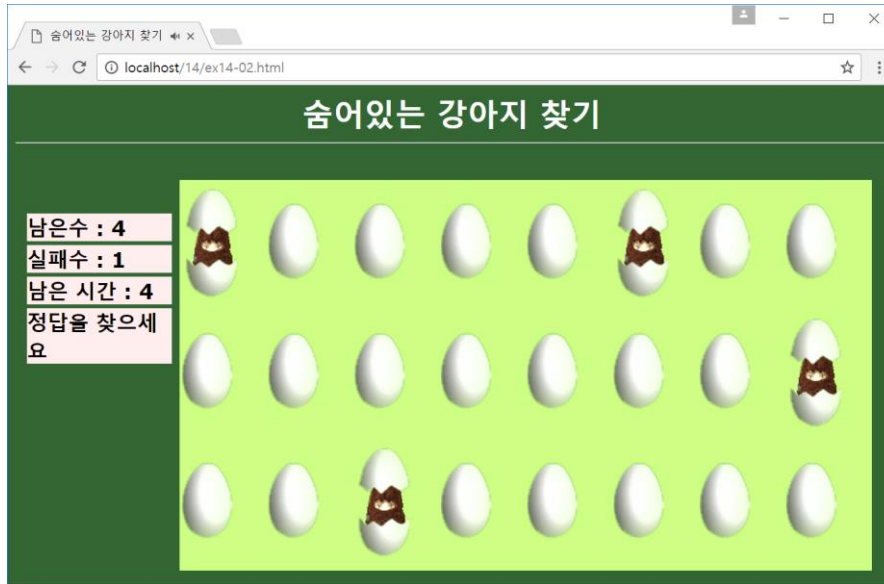 숨어있는 강아지 찾기
localhost/14/ex14-02.html
숨어있는 강아지 찾기
남은수 : 4
실패수 : 1
남은 시간 : 4
정답을 찾으세
요